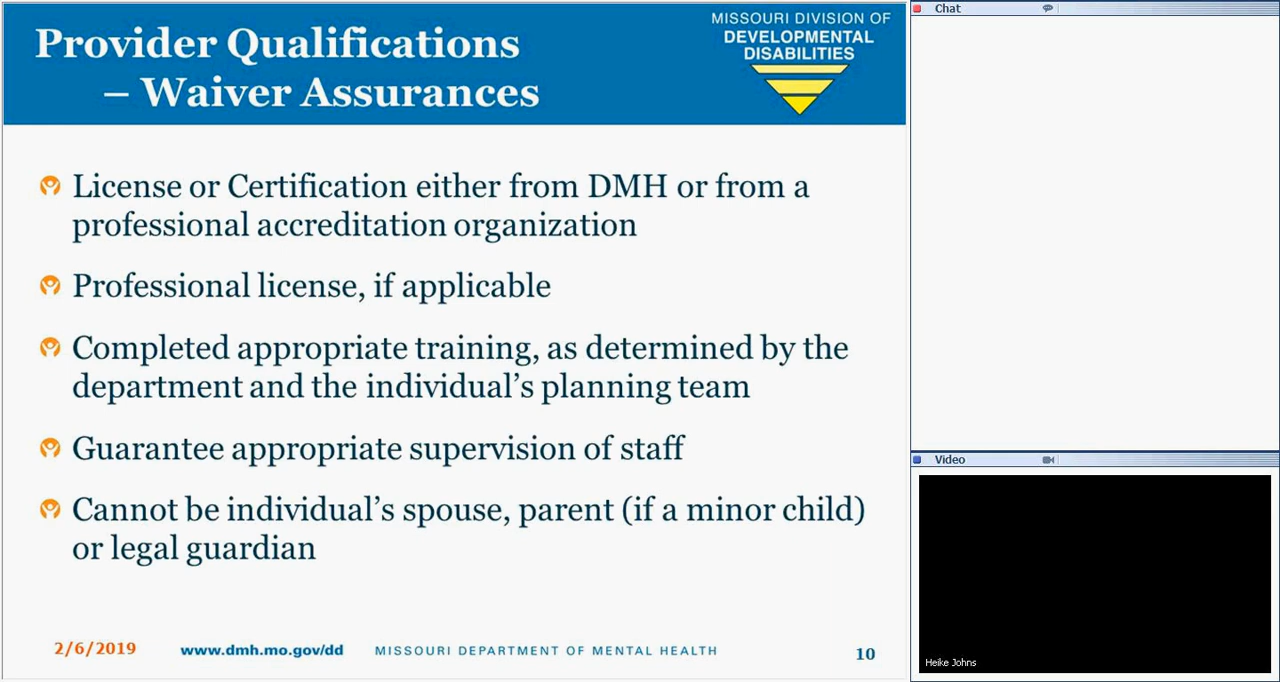 Provider Qualifications
– Waiver Assurances
MISSOURI DIVISION OF
DEVELOPMENTAL
DISABILITIES
License or Certification either from DMH or from a
professional accreditation organization
Professional license, if applicable
Completed appropriate training, as determined by the
department and the individual’s planning team
Guarantee appropriate supervision of staff
Cannot be individual’s spouse, parent (if a minor child)
or legal guardian
2/6/2019
www.dmh.mo.gov/dd
MISSOURI DEPARTMENT OF MENTAL HEALTH
10
Chat
Video
Heike Johns